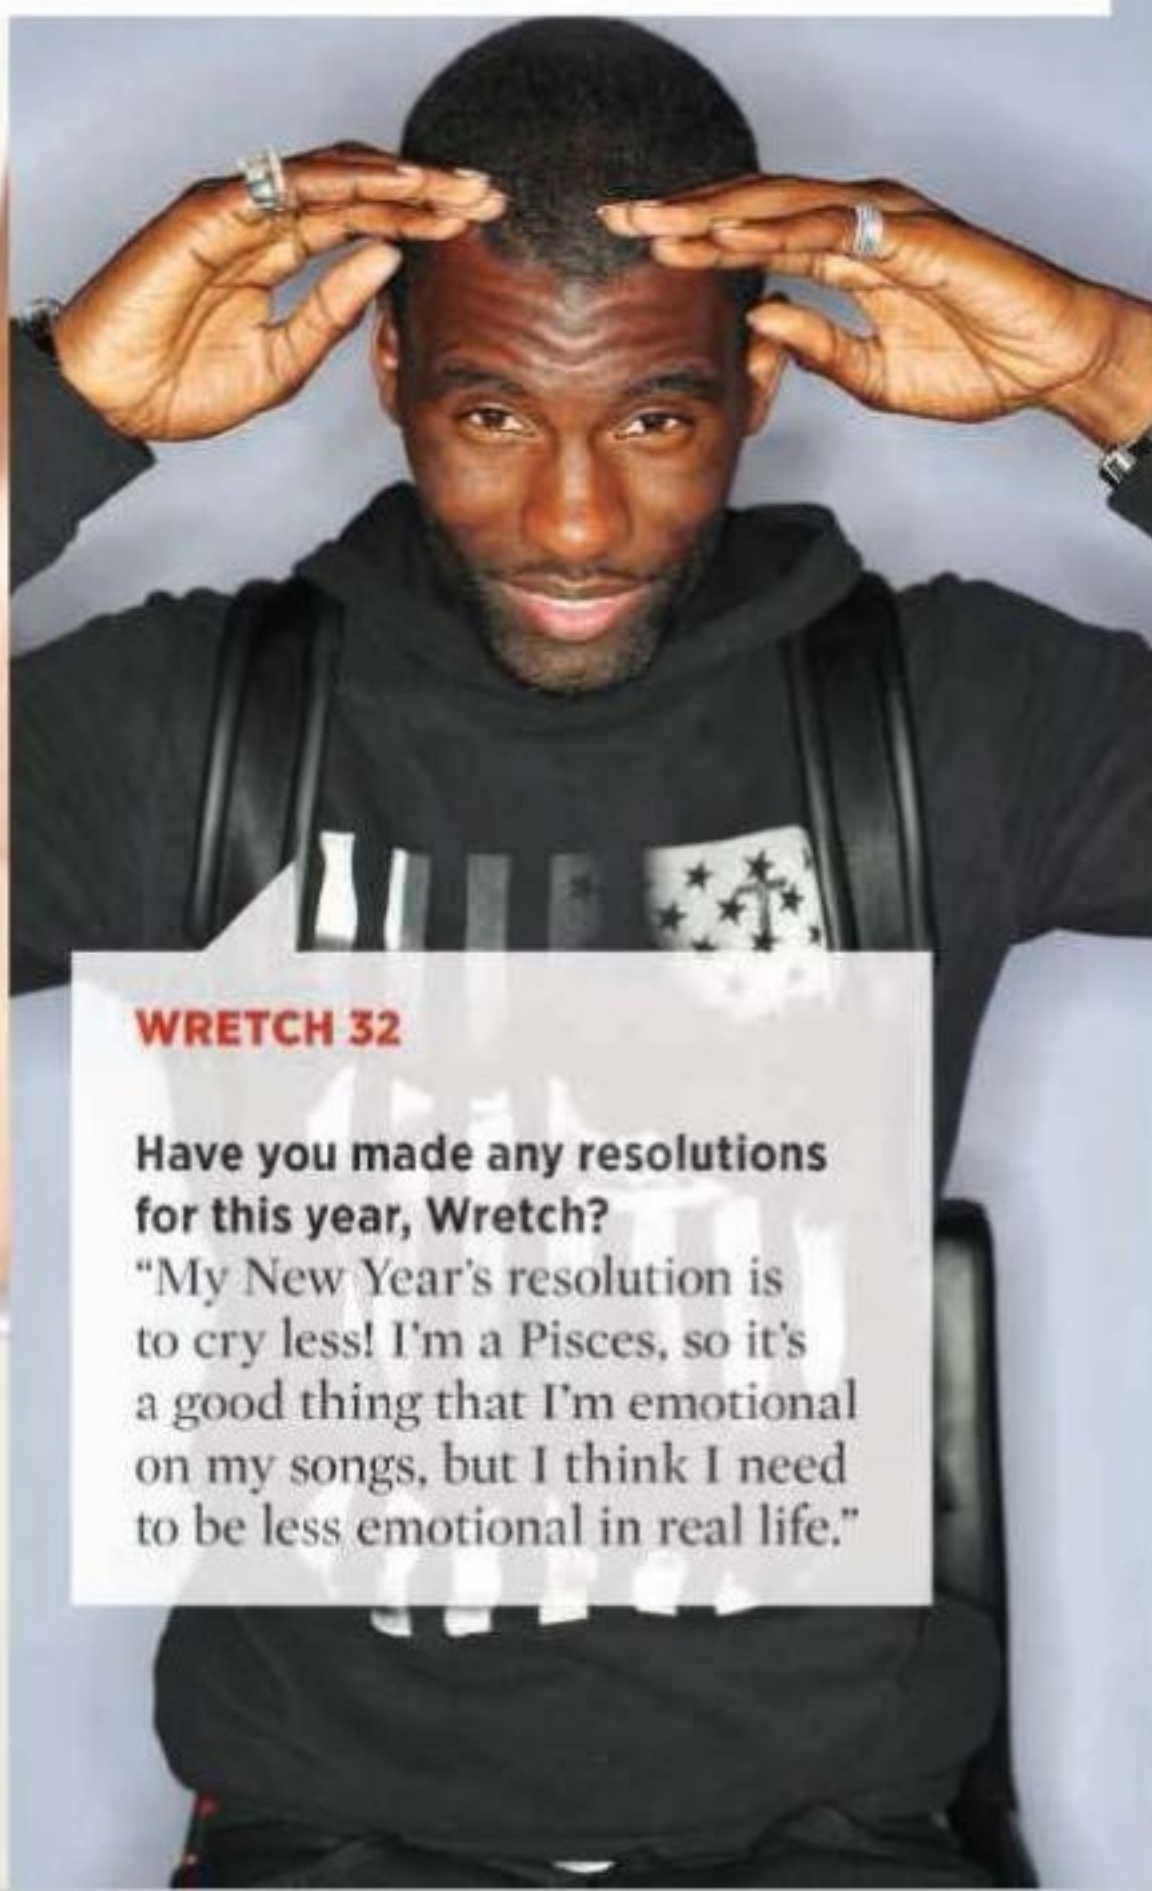 WRETCH 32
Have you made any resolutions
for this year, Wretch?
“My New Year’s resolution is
to cry less! I’m a Pisces, so it’s
a good thing that I’m emotional
on my songs, but I think I need
to be less emotional in real life.”